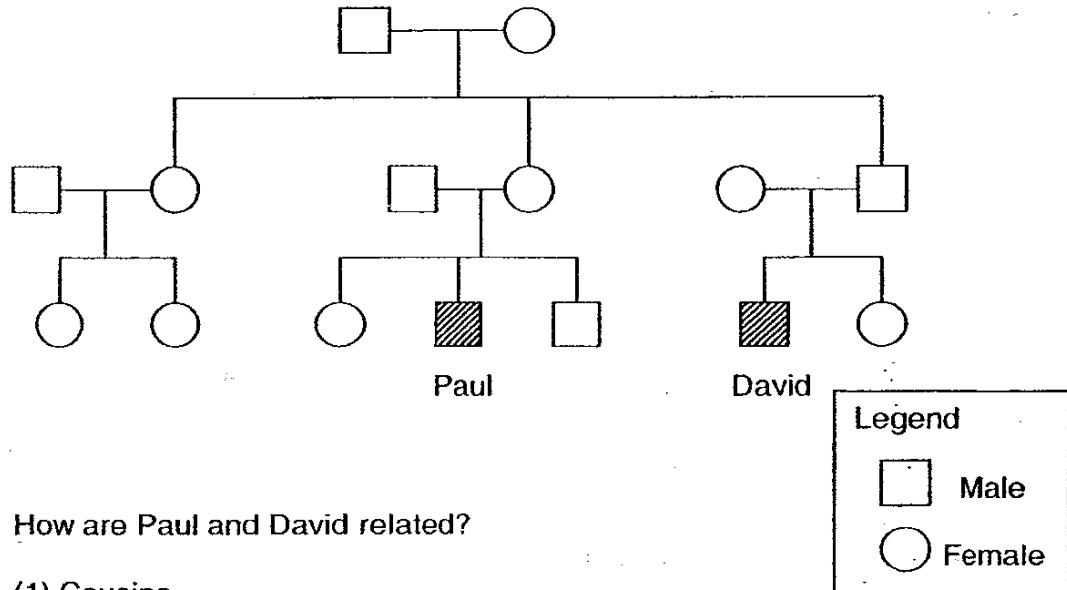 Paul
David
Legend
Male
Female
How are Paul and David related?
(1) Cousins